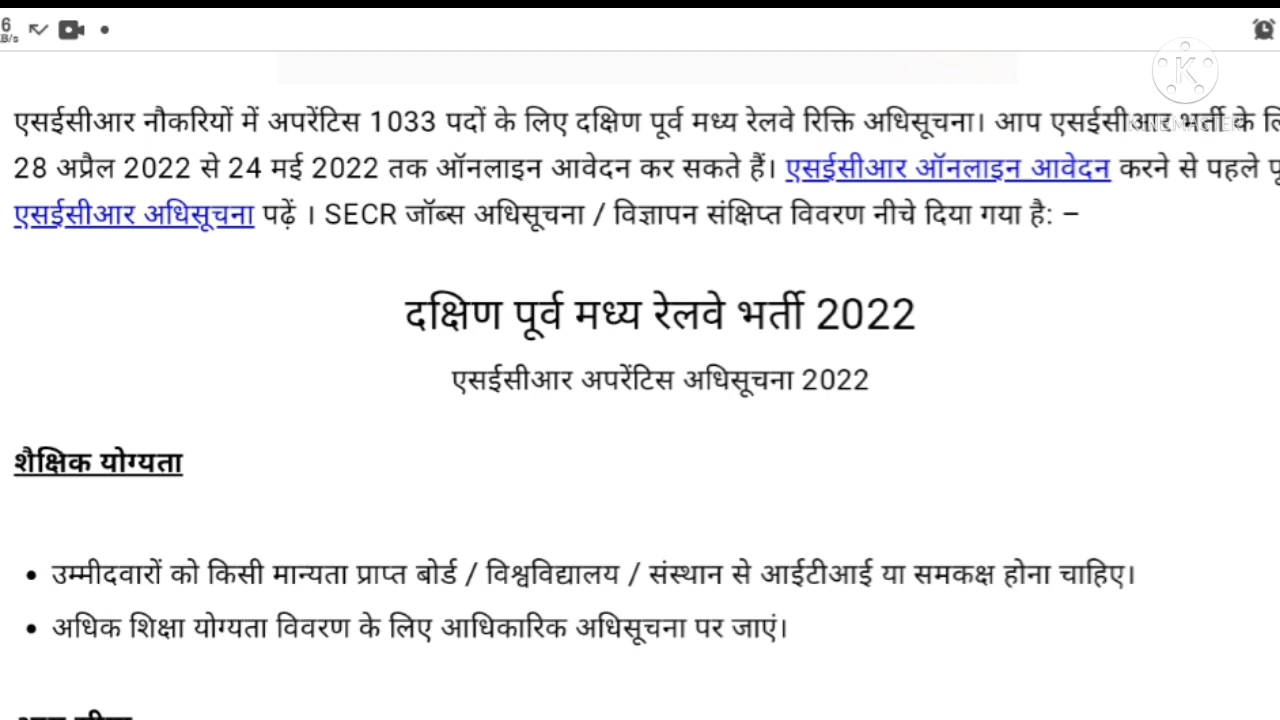 6
B/s
एसईसीआर नौकरियों में अपरेंटिस 1033 पदों के लिए दक्षिण पूर्व मध्य रेलवे रिक्ति अधिसूचना। आप एसईसीआर भर्ती के
28 अप्रैल 2022 से 24 मई 2022 तक ऑनलाइन आवेदन कर सकते हैं। एसईसीआर ऑनलाइन आवेदन करने से पहले
एसईसीआर अधिसूचना पढ़ें । SECR जॉब्स अधिसूचना / विज्ञापन संक्षिप्त विवरण नीचे दिया गया है: –
दक्षिण पूर्व मध्य रेलवे भर्ती 2022
एसईसीआर अपरेंटिस अधिसूचना 2022
शैक्षिक योग्यता
• उम्मीदवारों को किसी मान्यता प्राप्त बोर्ड / विश्वविद्यालय / संस्थान से आईटीआई या समकक्ष होना चाहिए।
• अधिक शिक्षा योग्यता विवरण के लिए आधिकारिक अधिसूचना पर जाएं।